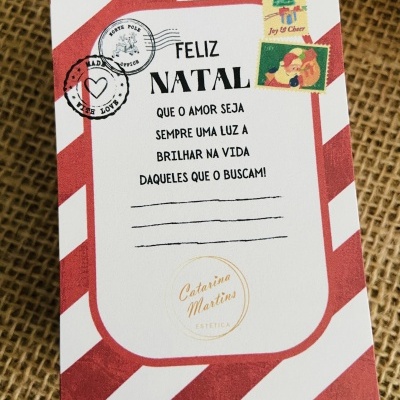 NORTH POLE
OFFICE
Joy & Cheer
MADE
WITH LOVE
FELIZ
NATAL
QUE O AMOR SEJA
SEMPRE UMA LUZ A
BRILHAR NA VIDA
DAQUELES QUE O BUSCAM!
Catarina
Martins
ESTÉTICA